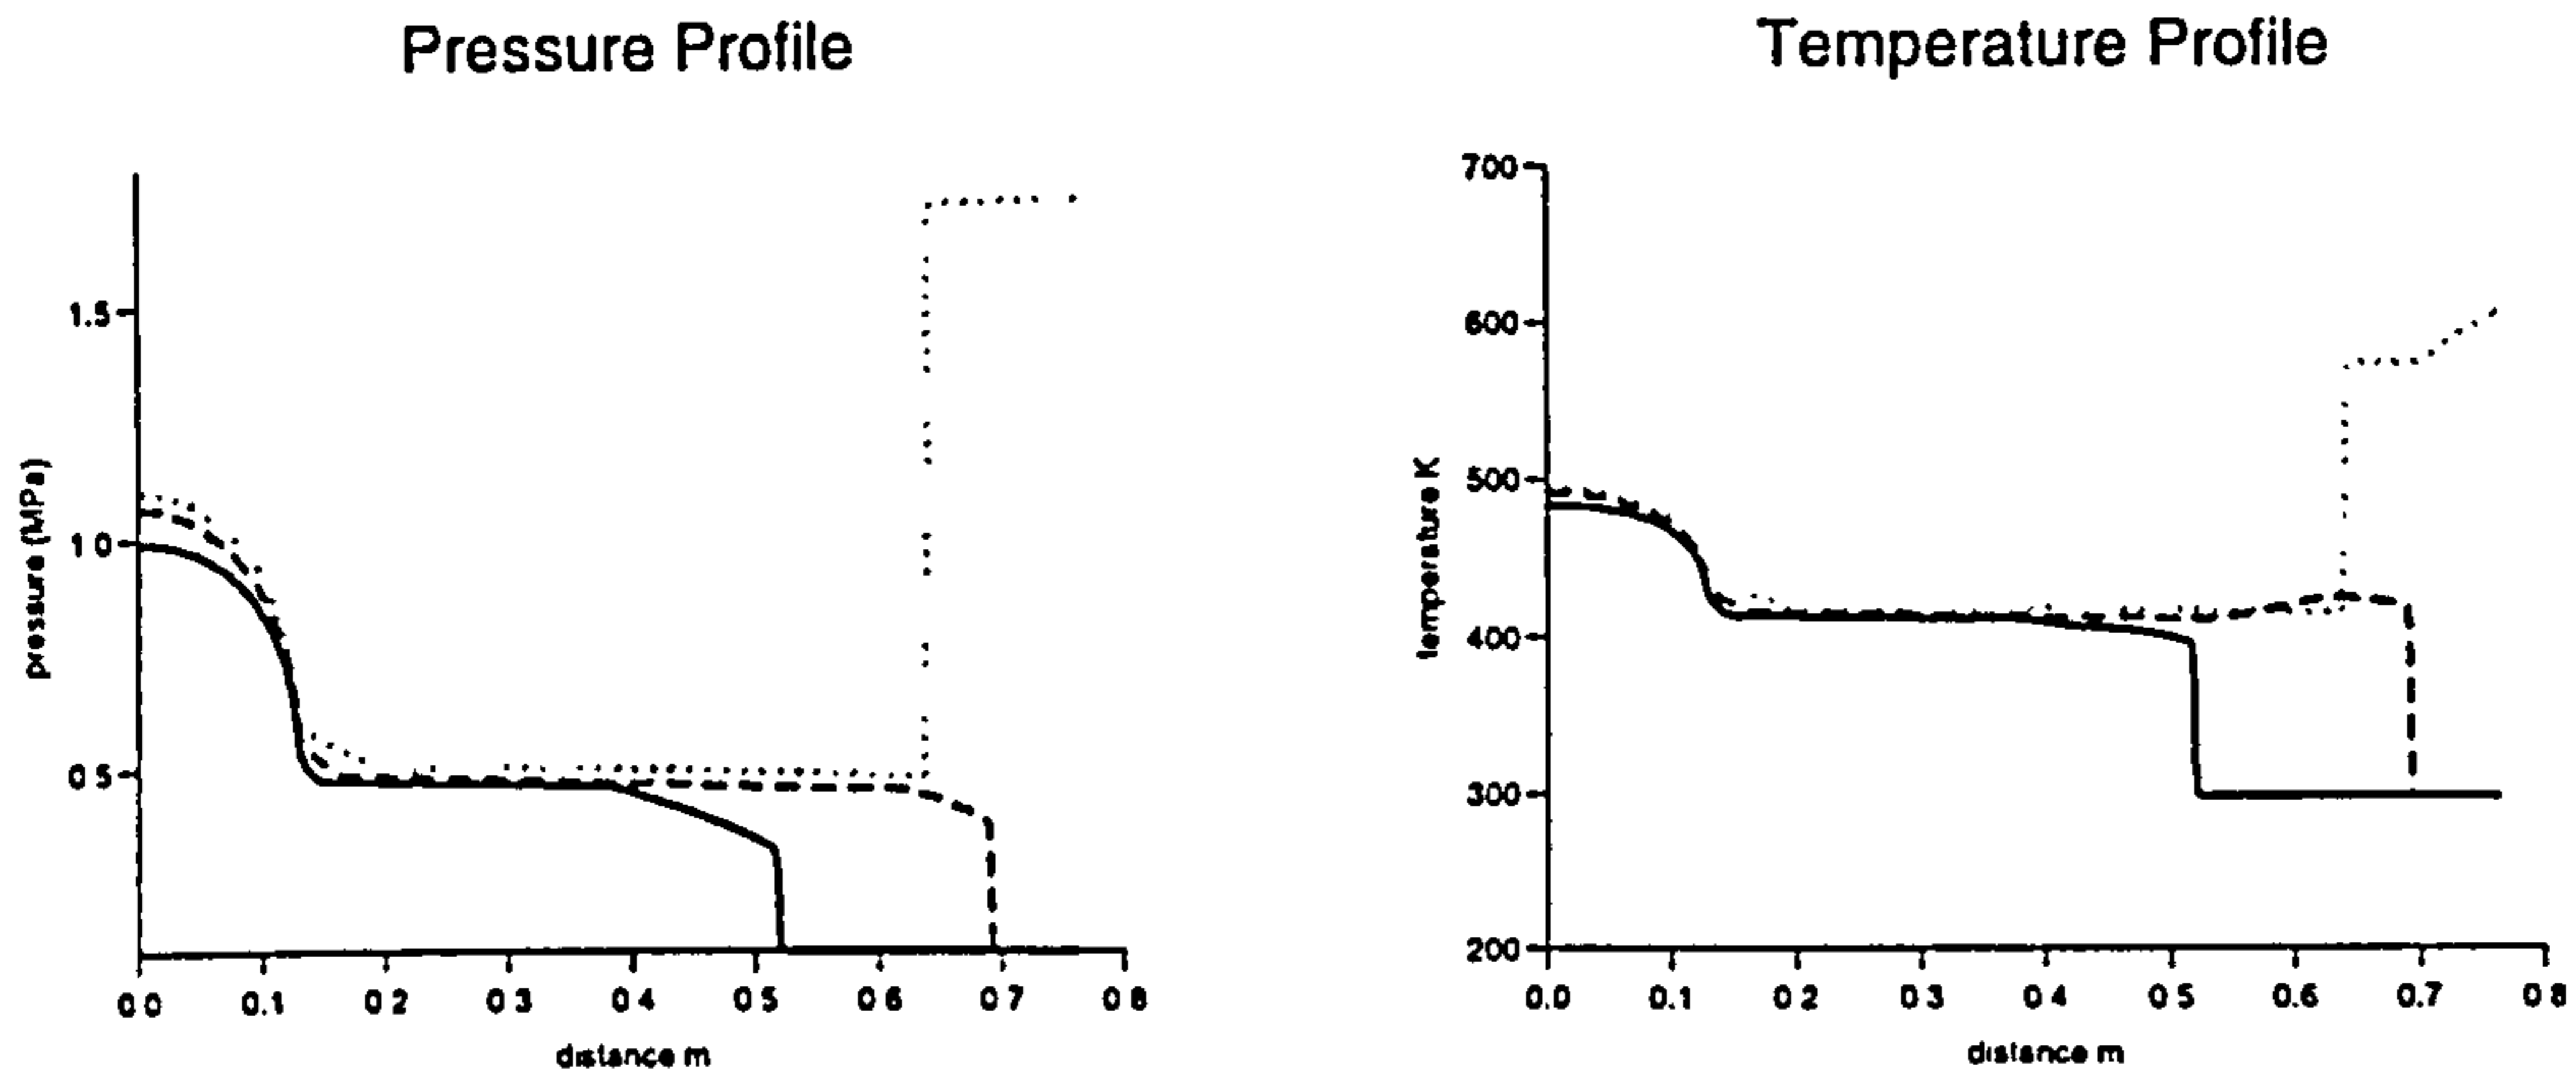 Pressure Profile
Temperature Profile
1.5
1 0
0 5
pressure (MPa)
0 0 0.1 0 2 0 3 0 4 0 5 0 6 0 7 0 8
distance m
700
600
500
400
300
200
temperature K
0.0 0.1 0 2 0 3 0 4 0 5 0 6 0.7 0 8
distance m